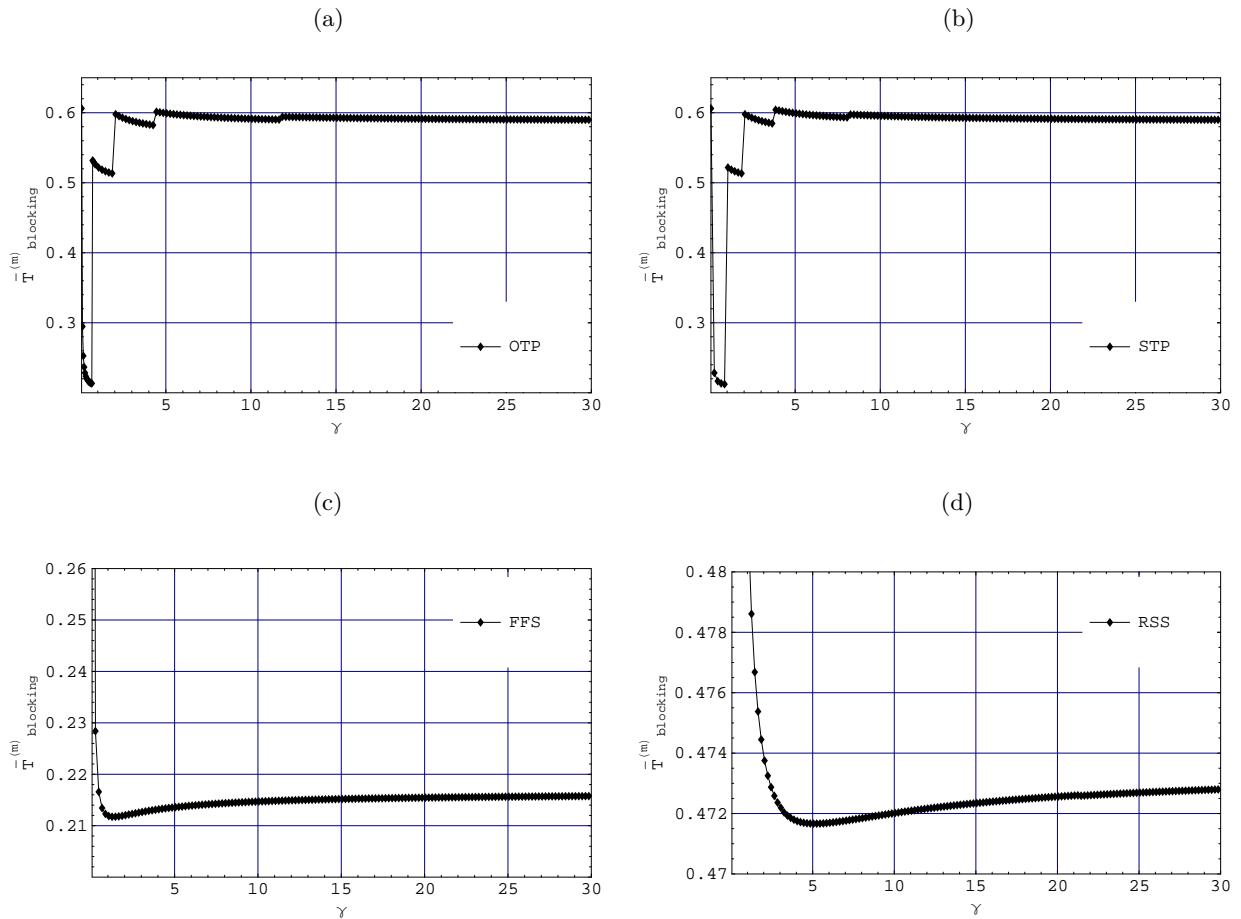 (a)
0.6
0.5
0.4
0.3
T̄ (m) blocking
OTP
5 10 15 20 25 30
γ
(b)
0.6
0.5
0.4
0.3
T̄ (m) blocking
STP
5 10 15 20 25 30
γ
(c)
0.26
0.25
0.24
0.23
0.22
0.21
T̄ (m) blocking
FFS
5 10 15 20 25 30
γ
(d)
0.48
0.478
0.476
0.474
0.472
0.47
T̄ (m) blocking
RSS
5 10 15 20 25 30
γ